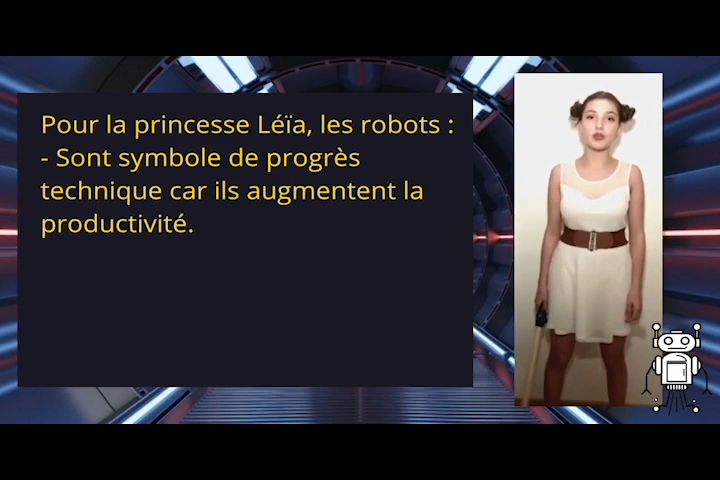 Pour la princesse Léïa, les robots :
- Sont symbole de progrès
technique car ils augmentent la
productivité.